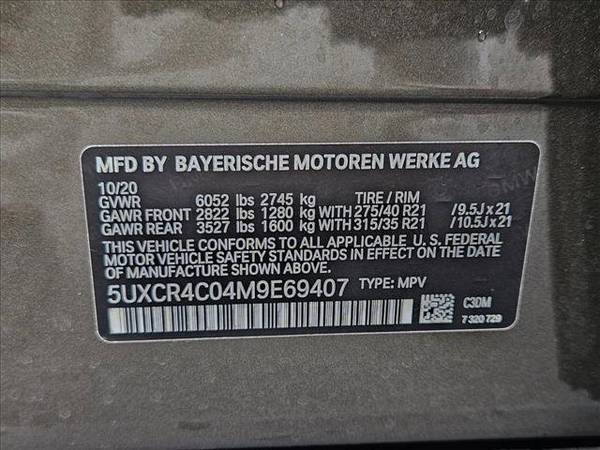 MFD BY BAYERISCHE MOTOREN WERKE AG
10/20
GVWR 6052 lbs 2745 kg TIRE / RIM
GAWR FRONT 2822 lbs 1280 kg WITH 275/40 R21 /9.5J x 21
GAWR REAR 3527 lbs 1600 kg WITH 315/35 R21 /10.5J x 21
THIS VEHICLE CONFORMS TO ALL APPLICABLE U. S. FEDERAL
MOTOR VEHICLE SAFETY STANDARDS IN EFFECT ON THE
DATE OF MANUFACTURE SHOWN ABOVE.
5UXCR4C04M9E69407 TYPE: MPV
C3DM
7 320 729